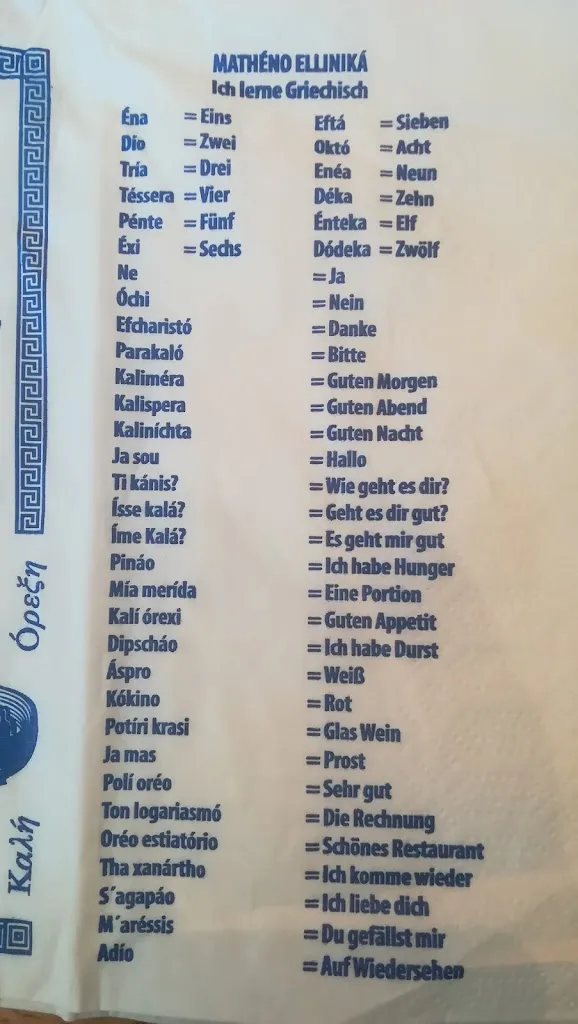 MATHÉNO ELLINIKÁ
Ich lerne Griechisch
Éna = Eins
Dío = Zwei
Tría = Drei
Téssera = Vier
Pénte = Fünf
Éxi = Sechs
Eftá = Sieben
Októ = Acht
Enéa = Neun
Déka = Zehn
Énteka = Elf
Dódeka = Zwölf
Ne = Ja
Óchi = Nein
Efcharistó = Danke
Parakaló = Bitte
Kaliméra = Guten Morgen
Kalispera = Guten Abend
Kaliníchta = Guten Nacht
Ja sou = Hallo
Ti kánis? = Wie geht es dir?
Ísse kalá? = Geht es dir gut?
Íme Kalá? = Es geht mir gut
Pináo = Ich habe Hunger
Mía merída = Eine Portion
Kalí órexi = Guten Appetit
Dipscháo = Ich habe Durst
Áspro = Weiß
Kókino = Rot
Potíri krasi = Glas Wein
Ja mas = Prost
Polí oréo = Sehr gut
Ton logariasmó = Die Rechnung
Oréo estiatório = Schönes Restaurant
Tha xanártho = Ich komme wieder
S´agapáo = Ich liebe dich
M´aréssis = Du gefällst mir
Adío = Auf Wiedersehen
Καλή Όρεξη